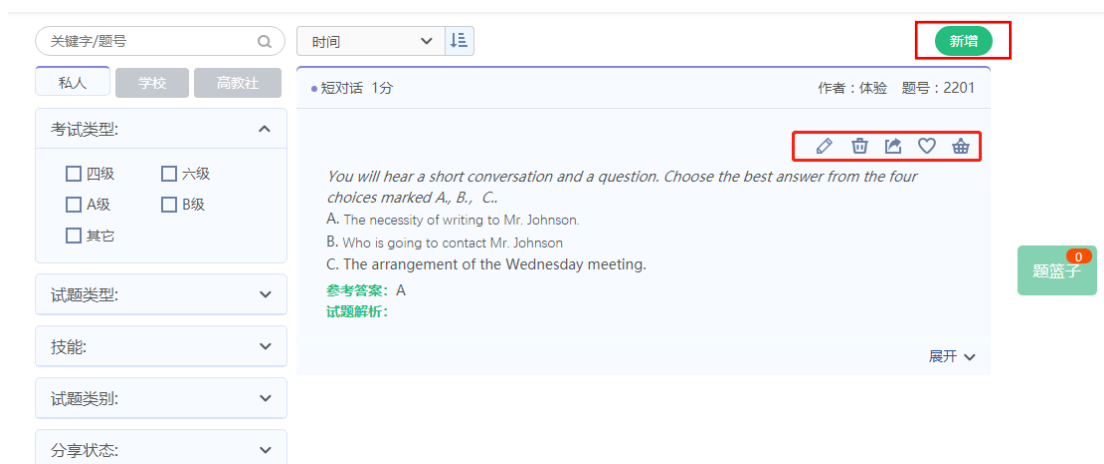 关键字/题号
时间
新增
私人
学校
高教社
短对话 1分
作者：体验 题号：2201
考试类型:
四级
六级
A级
B级
其它
You will hear a short conversation and a question. Choose the best answer from the four
choices marked A., B., C..
A. The necessity of writing to Mr. Johnson.
B. Who is going to contact Mr. Johnson
C. The arrangement of the Wednesday meeting.
参考答案: A
试题解析:
展开
0
题篮子
试题类型:
技能:
试题类别:
分享状态: